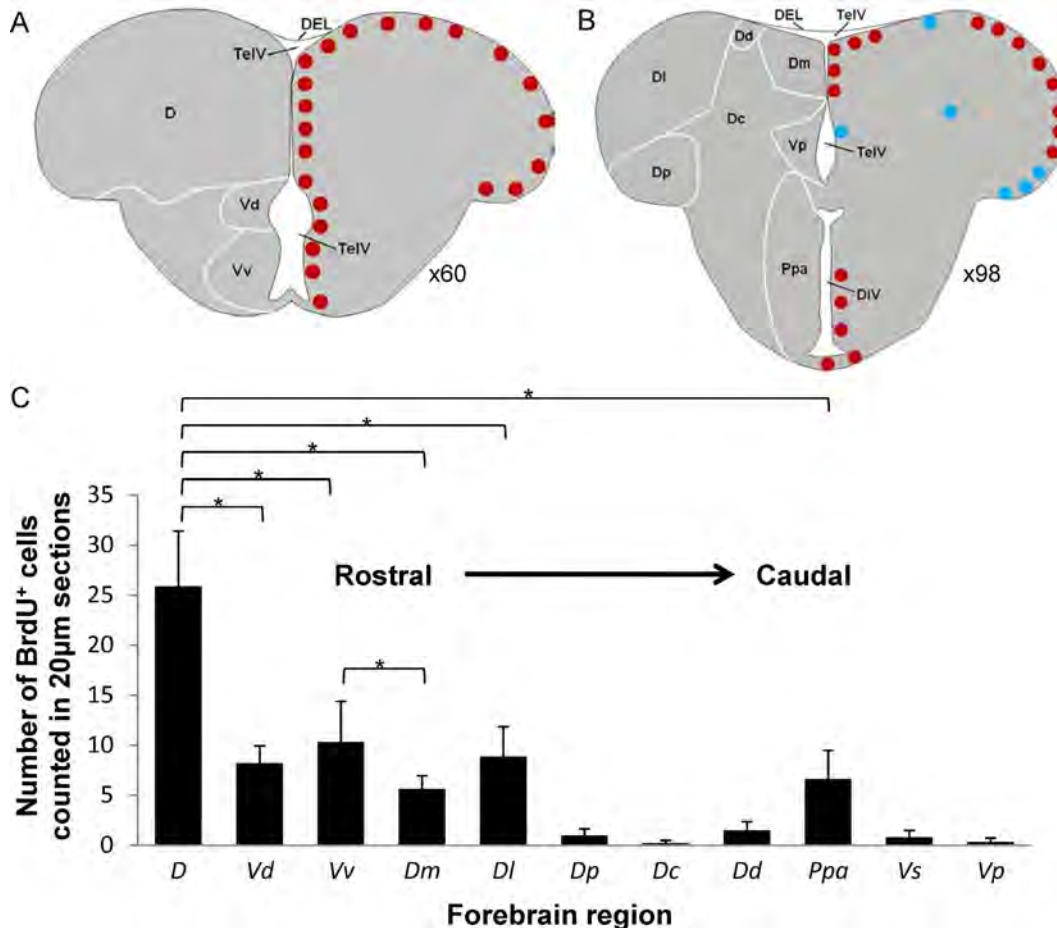 A
DEL
TelV
D
Vd
Vv
TelV
x60
B
DEL
TelV
Dd
Dm
Dl
Dc
Vp
TelV
Dp
Ppa
DiV
x98
C
*
*
*
*
*
*
Number of BrdU⁺ cells
counted in 20µm sections
35
30
25
20
15
10
5
0
Rostral Caudal
D Vd Vv Dm Dl Dp Dc Dd Ppa Vs Vp
Forebrain region